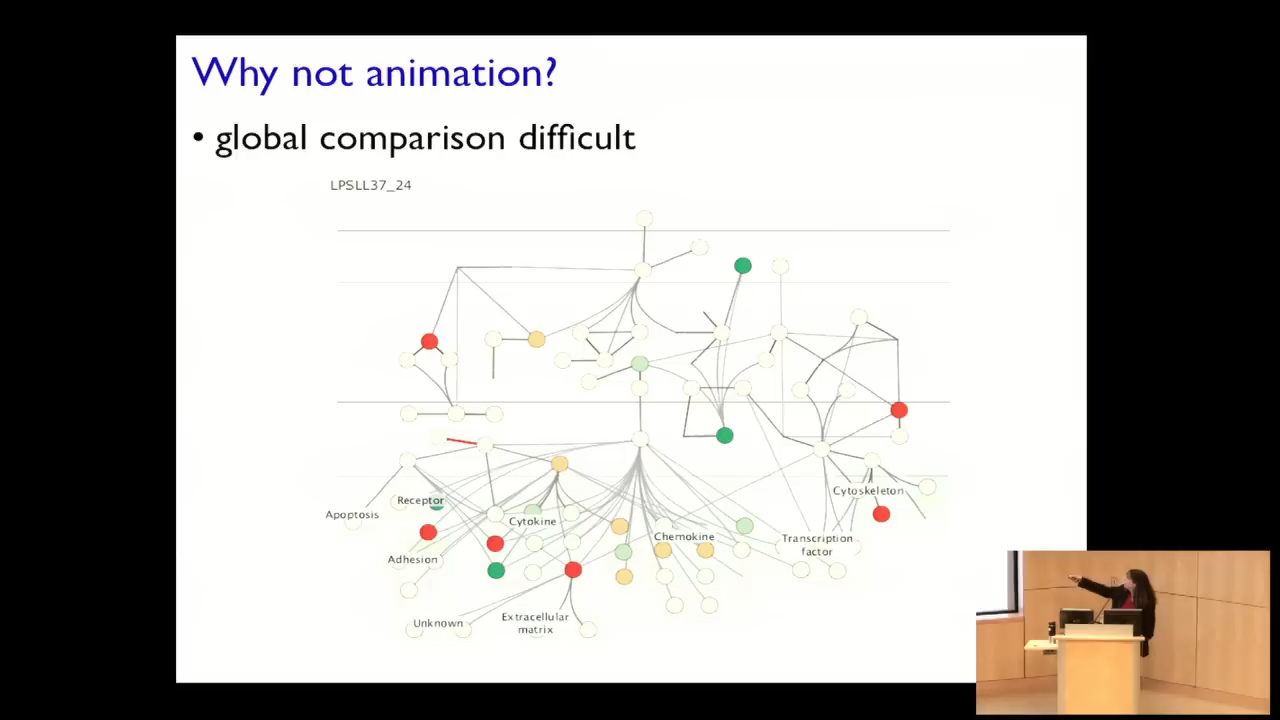 Why not animation?
• global comparison difficult
LPSLL37_24
Cytoskeleton
Receptor
Apoptosis
Cytokine
Chemokine
Transcription
factor
Adhesion
Extracellular
matrix
Unknown